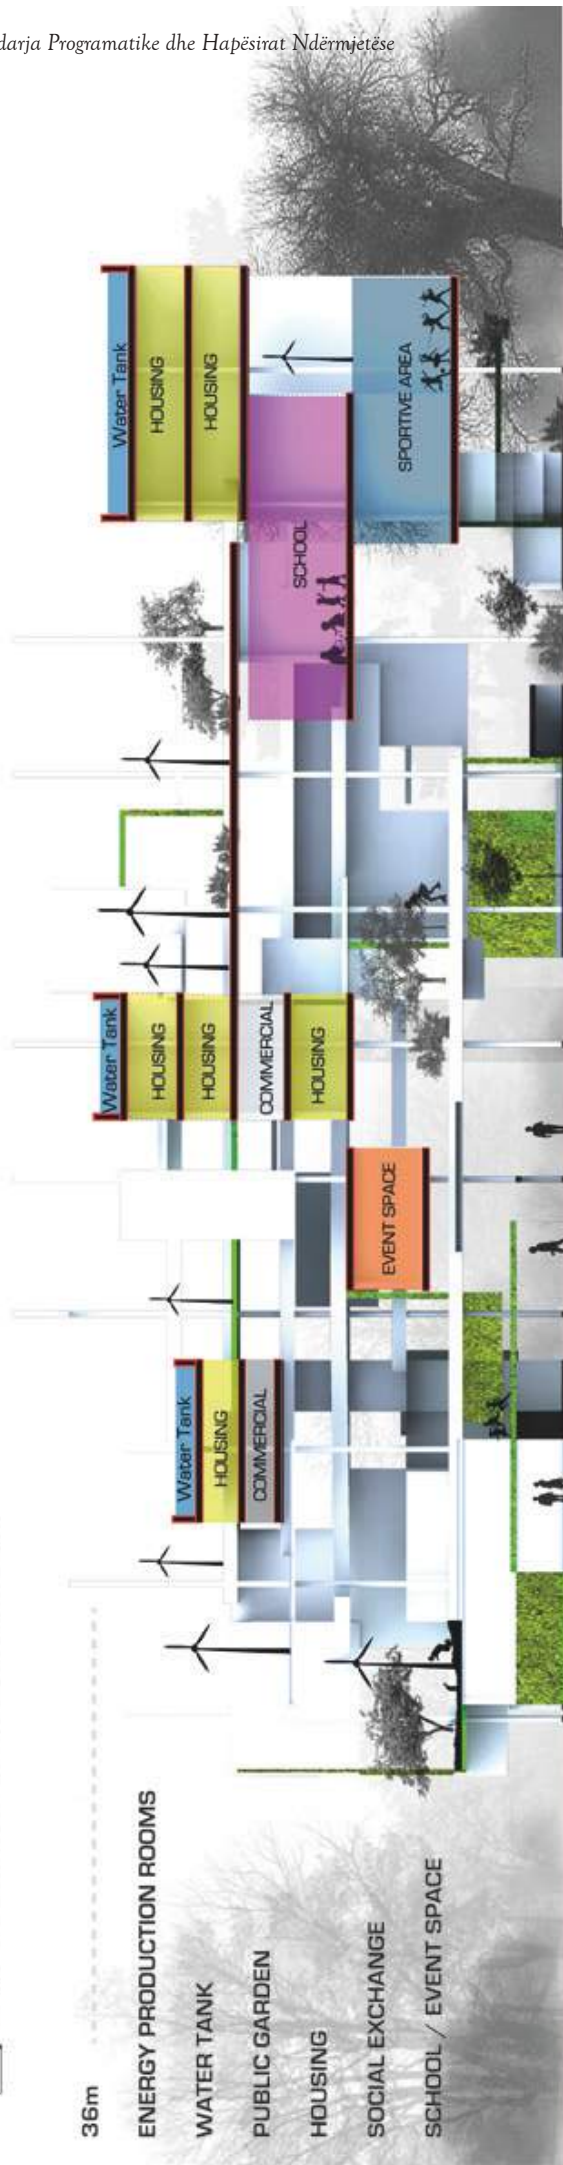 darja Programatike dhe Hapësirat Ndërmjetëse
36m
ENERGY PRODUCTION ROOMS
WATER TANK
PUBLIC GARDEN
HOUSING
SOCIAL EXCHANGE
SCHOOL / EVENT SPACE
Water Tank
HOUSING
COMMERCIAL
EVENT SPACE
Water Tank
HOUSING
HOUSING
COMMERCIAL
HOUSING
SCHOOL
Water Tank
HOUSING
HOUSING
SPORTIVE AREA